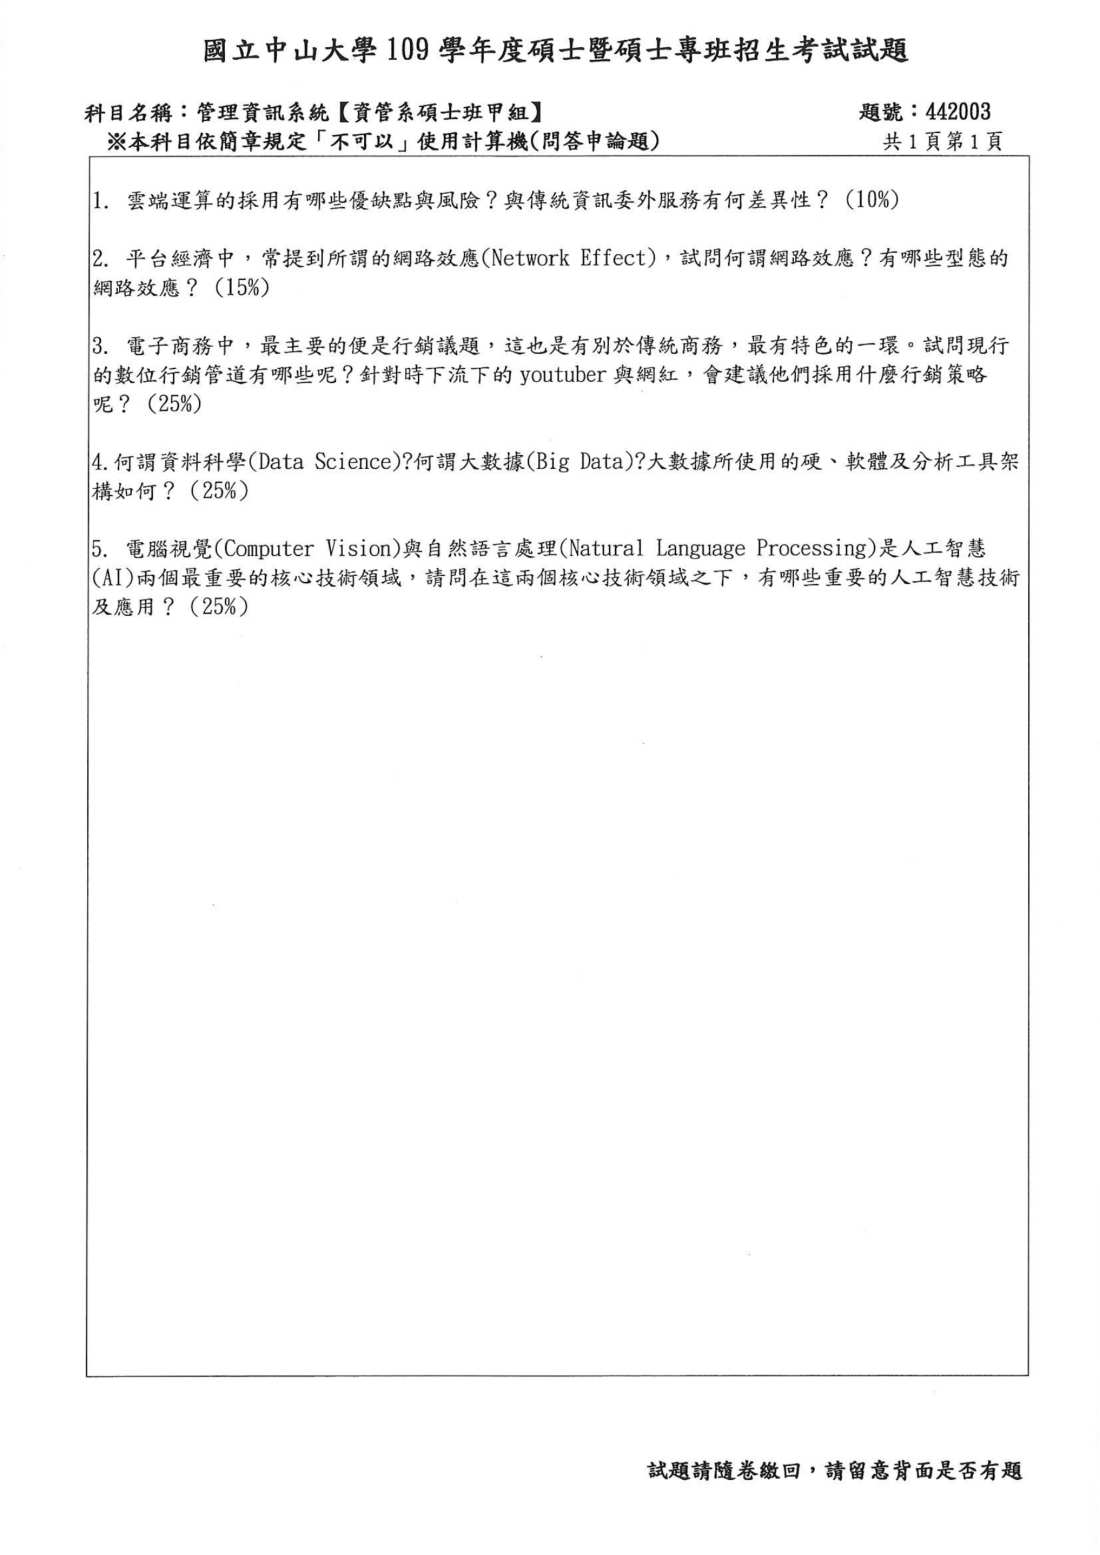 國立中山大學 109 學年度碩士暨碩士專班招生考試試題
科目名稱：管理資訊系統【資管系碩士班甲組】 題號：442003
※本科目依簡章規定「不可以」使用計算機(問答申論題) 共 1 頁第 1 頁
1. 雲端運算的採用有哪些優缺點與風險？與傳統資訊委外服務有何差異性？ (10%)
2. 平台經濟中，常提到所謂的網路效應(Network Effect)，試問何謂網路效應？有哪些型態的
網路效應？ (15%)
3. 電子商務中，最主要的便是行銷議題，這也是有別於傳統商務，最有特色的一環。試問現行
的數位行銷管道有哪些呢？針對時下流下的 youtuber 與網紅，會建議他們採用什麼行銷策略
呢？ (25%)
4.何謂資料科學(Data Science)?何謂大數據(Big Data)?大數據所使用的硬、軟體及分析工具架
構如何？ (25%)
5. 電腦視覺(Computer Vision)與自然語言處理(Natural Language Processing)是人工智慧
(AI)兩個最重要的核心技術領域，請問在這兩個核心技術領域之下，有哪些重要的人工智慧技術
及應用？ (25%)
試題請隨卷繳回，請留意背面是否有題